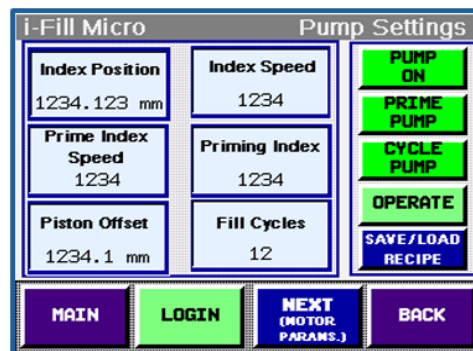 i-Fill Micro Pump Settings
Index Position
1234.123 mm
Index Speed
1234
Prime Index
Speed
1234
Priming Index
1234
Piston Offset
1234.1 mm
Fill Cycles
12
PUMP
ON
PRIME
PUMP
CYCLE
PUMP
OPERATE
SAVE/LOAD
RECIPE
MAIN
LOGIN
NEXT
(MOTOR
PARAMS.)
BACK